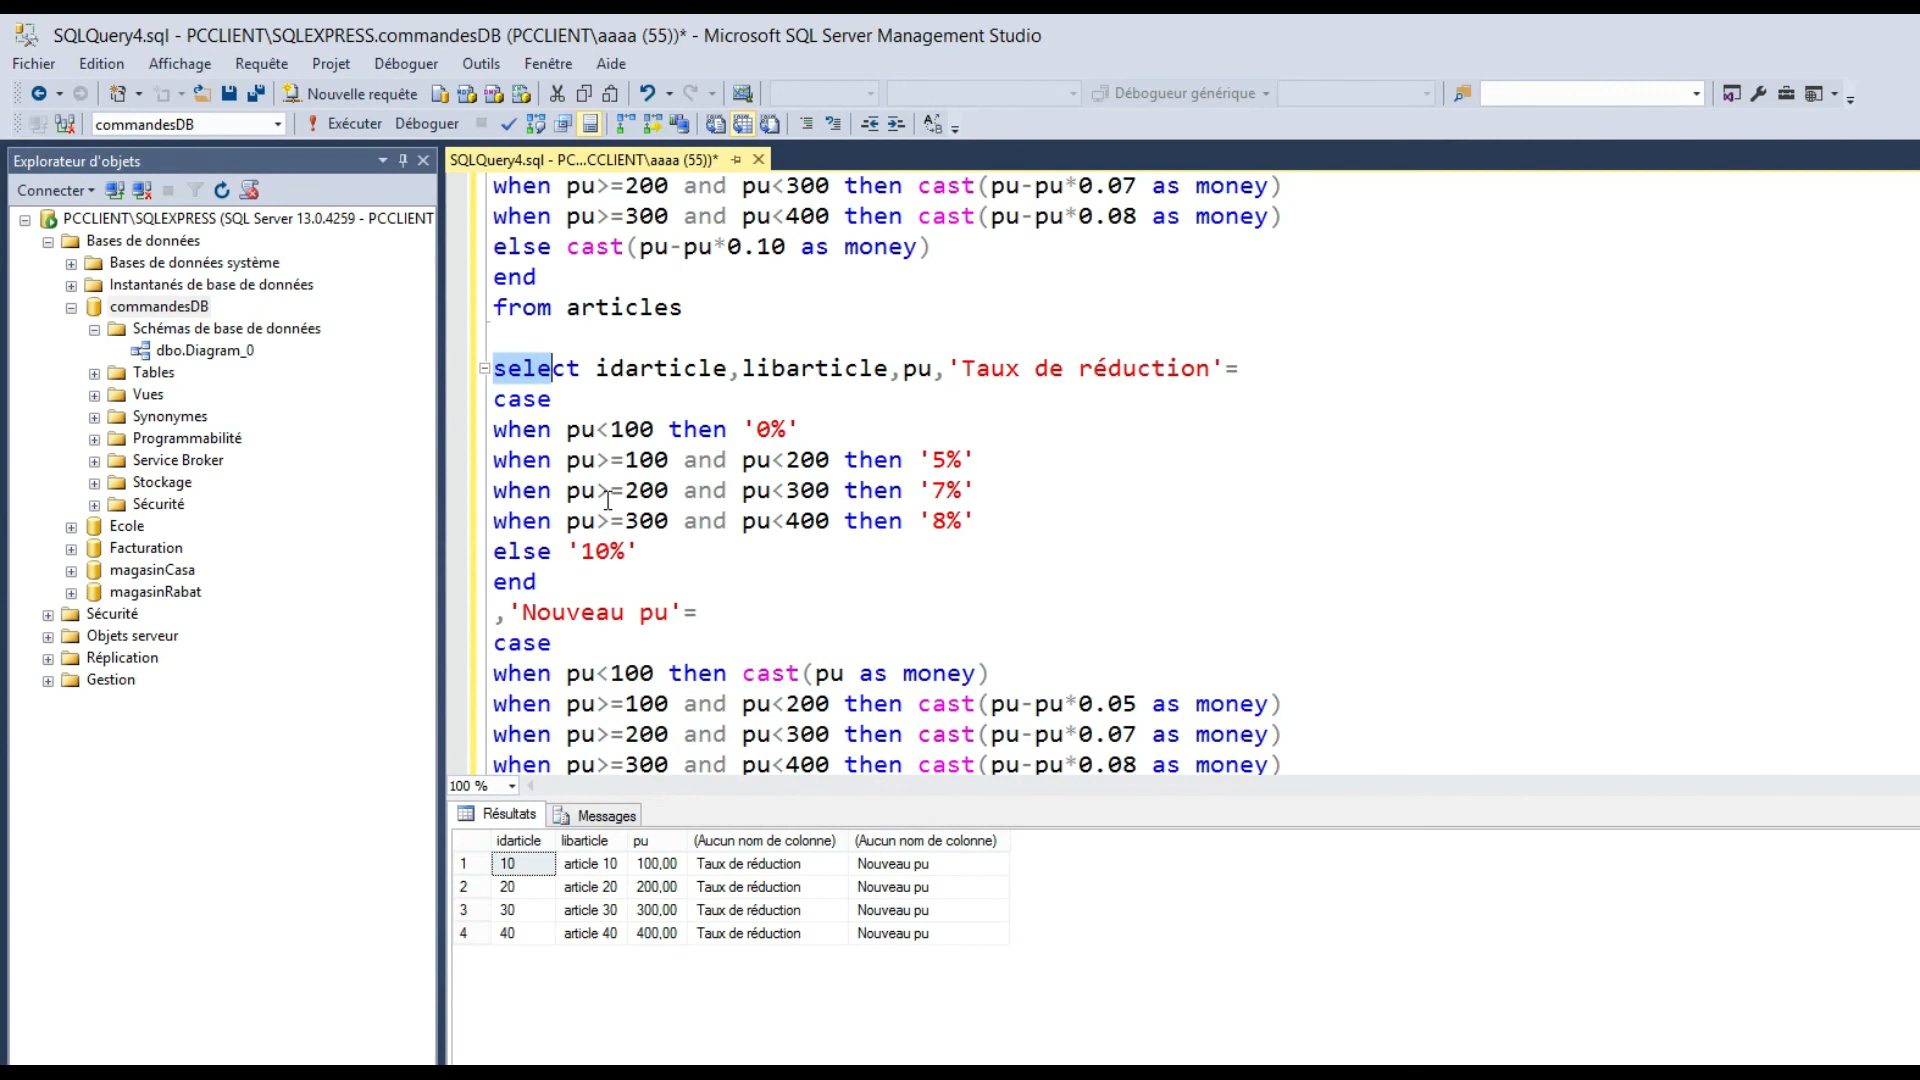 SQLQuery4.sql - PCCLIENT\SQLEXPRESS.commandesDB (PCCLIENT\aaaa (55))* - Microsoft SQL Server Management Studio
Fichier Edition Affichage Requête Projet Déboguer Outils Fenêtre Aide
Nouvelle requête Débogueur générique
commandesDB Exécuter Déboguer
Explorateur d'objets
Connecter
PCCLIENT\SQLEXPRESS (SQL Server 13.0.4259 - PCCLIENT
Bases de données
Bases de données système
Instantanés de base de données
commandesDB
Schémas de base de données
dbo.Diagram_0
Tables
Vues
Synonymes
Programmabilité
Service Broker
Stockage
Sécurité
Ecole
Facturation
magasinCasa
magasinRabat
Sécurité
Objets serveur
Réplication
Gestion
SQLQuery4.sql - PC...CCLIENT\aaaa (55))*
when pu>=200 and pu<300 then cast(pu-pu*0.07 as money)
when pu>=300 and pu<400 then cast(pu-pu*0.08 as money)
else cast(pu-pu*0.10 as money)
end
from articles
select idarticle,libarticle,pu,'Taux de réduction'=
case
when pu<100 then '0%'
when pu>=100 and pu<200 then '5%'
when pu>=200 and pu<300 then '7%'
when pu>=300 and pu<400 then '8%'
else '10%'
end
,'Nouveau pu'=
case
when pu<100 then cast(pu as money)
when pu>=100 and pu<200 then cast(pu-pu*0.05 as money)
when pu>=200 and pu<300 then cast(pu-pu*0.07 as money)
when pu>=300 and pu<400 then cast(pu-pu*0.08 as money)
100 %
Résultats Messages
idarticle libarticle pu (Aucun nom de colonne) (Aucun nom de colonne)
1 10 article 10 100,00 Taux de réduction Nouveau pu
2 20 article 20 200,00 Taux de réduction Nouveau pu
3 30 article 30 300,00 Taux de réduction Nouveau pu
4 40 article 40 400,00 Taux de réduction Nouveau pu